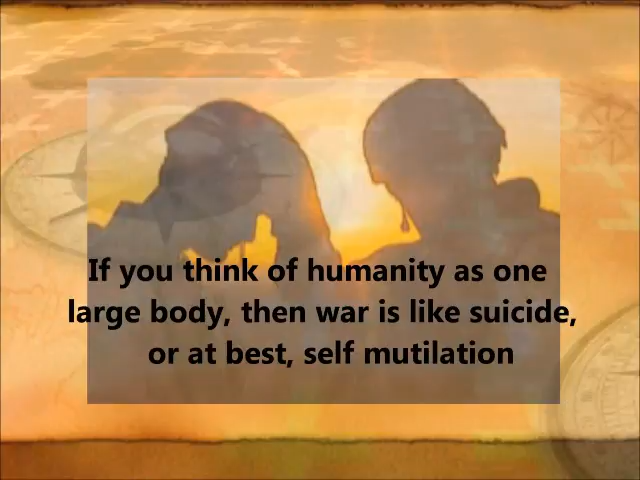 If you think of humanity as one
large body, then war is like suicide,
or at best, self mutilation